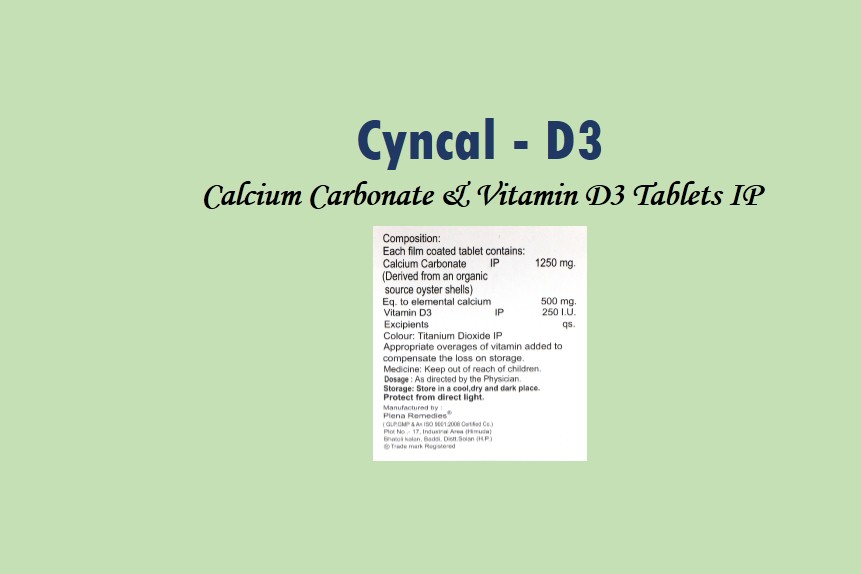 Cyncal - D3
Calcium Carbonate & Vitamin D3 Tablets IP
Composition:
Each film coated tablet contains:
Calcium Carbonate IP 1250 mg.
(Derived from an organic
source oyster shells)
Eq. to elemental calcium 500 mg.
Vitamin D3 IP 250 I.U.
Excipients qs.
Colour: Titanium Dioxide IP
Appropriate overages of vitamin added to
compensate the loss on storage.
Medicine: Keep out of reach of children.
Dosage : As directed by the Physician.
Storage: Store in a cool,dry and dark place.
Protect from direct light.
Manufactured by :
Plena Remedies®
( GLP,GMP & An ISO 9001:2008 Certified Co.)
Plot No .- 17, Industrial Area (Himuda)
Bhatoli kalan, Baddi, Distt.Solan (H.P.)
Trade mark Registered